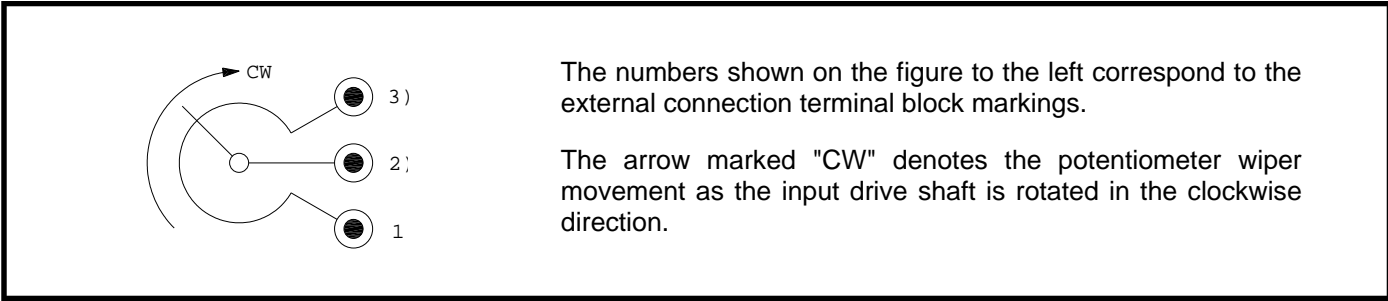 CW
3)
2)
1
The numbers shown on the figure to the left correspond to the
external connection terminal block markings.
The arrow marked "CW" denotes the potentiometer wiper
movement as the input drive shaft is rotated in the clockwise
direction.